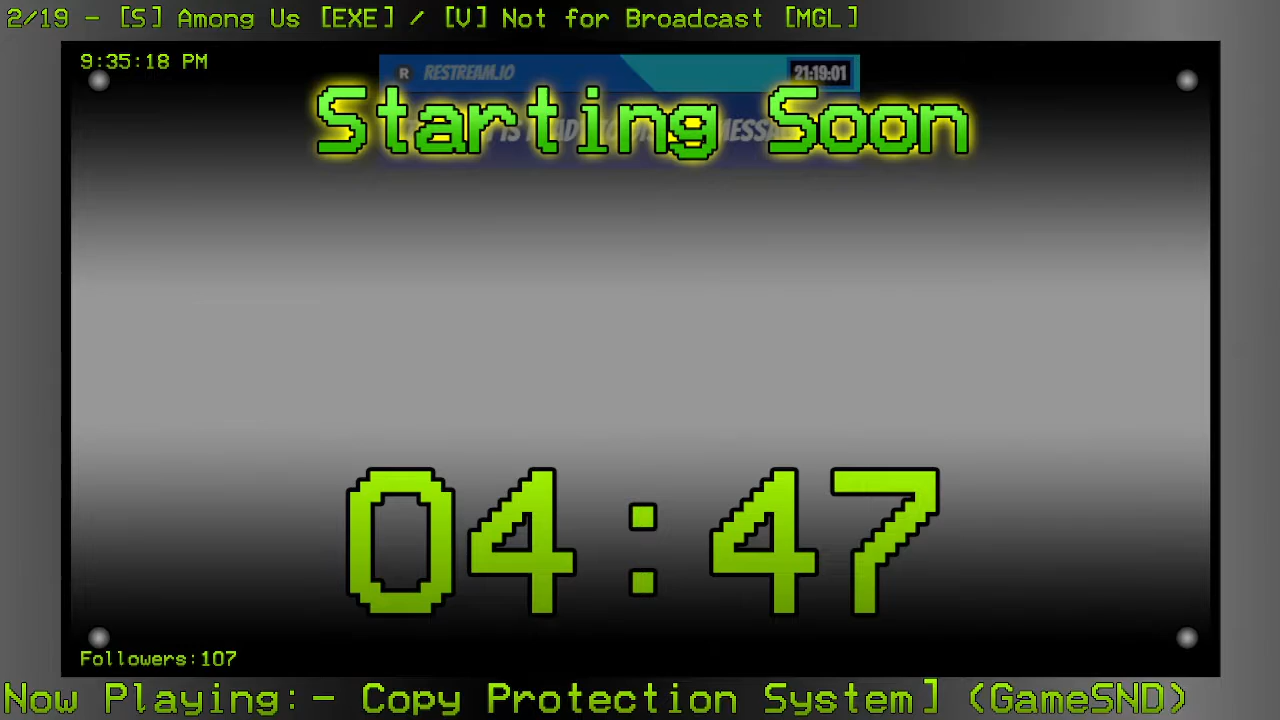 2/19 - [S] Among Us [EXE] / [V] Not for Broadcast [MGL]
9:35:18 PM
R RESTREAM.IO 21:19:01
Starting Soon
04:47
Followers:107
Now Playing:- Copy Protection System] (GameSND)